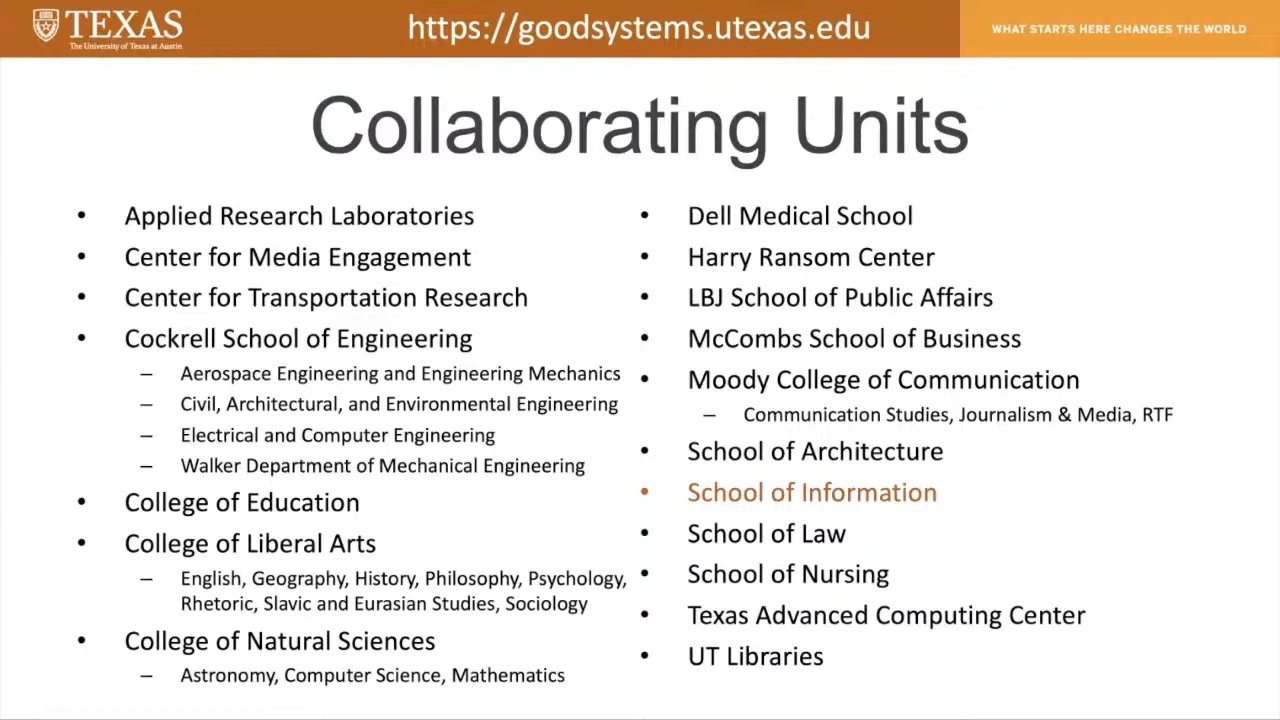 TEXAS
The University of Texas at Austin
https://goodsystems.utexas.edu
WHAT STARTS HERE CHANGES THE WORLD
Collaborating Units
• Applied Research Laboratories
• Center for Media Engagement
• Center for Transportation Research
• Cockrell School of Engineering
– Aerospace Engineering and Engineering Mechanics
– Civil, Architectural, and Environmental Engineering
– Electrical and Computer Engineering
– Walker Department of Mechanical Engineering
• College of Education
• College of Liberal Arts
– English, Geography, History, Philosophy, Psychology,
Rhetoric, Slavic and Eurasian Studies, Sociology
• College of Natural Sciences
– Astronomy, Computer Science, Mathematics
• Dell Medical School
• Harry Ransom Center
• LBJ School of Public Affairs
• McCombs School of Business
• Moody College of Communication
– Communication Studies, Journalism & Media, RTF
• School of Architecture
• School of Information
• School of Law
• School of Nursing
• Texas Advanced Computing Center
• UT Libraries